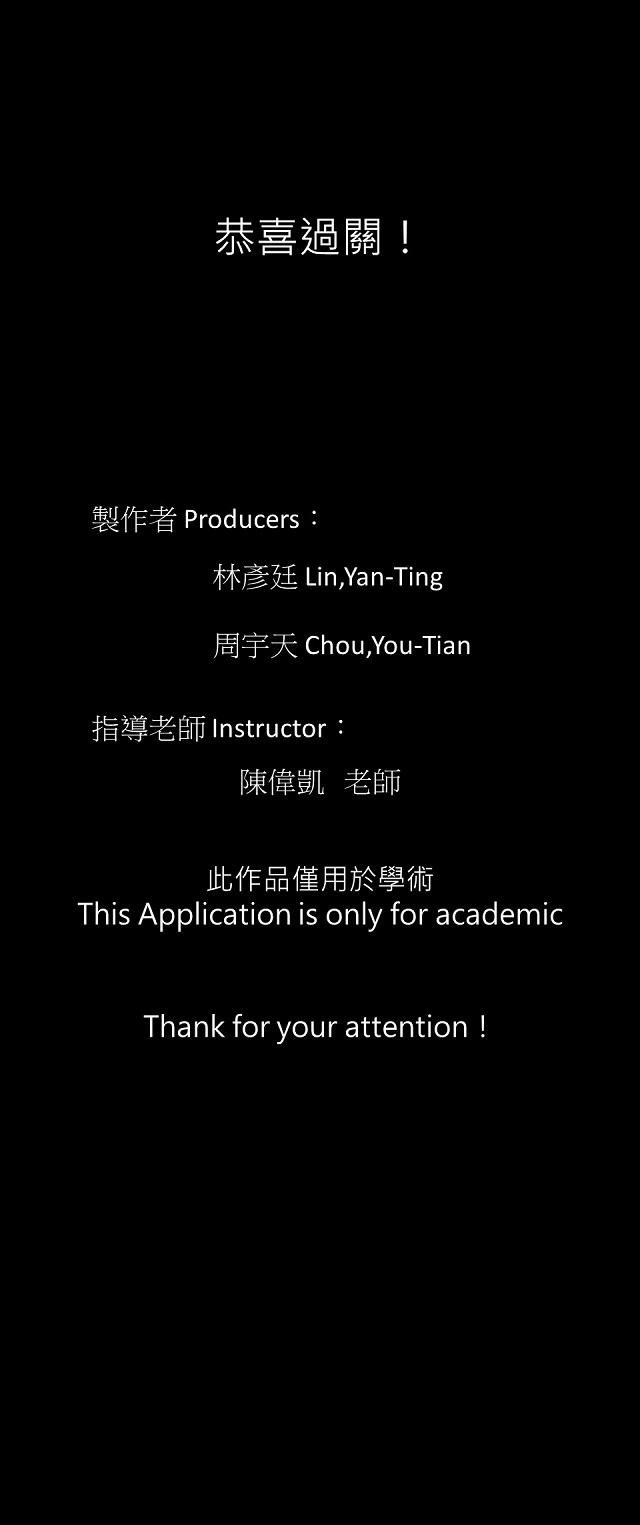 恭喜過關！
製作者 Producers：
林彥廷 Lin,Yan-Ting
周宇天 Chou,You-Tian
指導老師 Instructor：
陳偉凱 老師
此作品僅用於學術
This Application is only for academic
Thank for your attention！